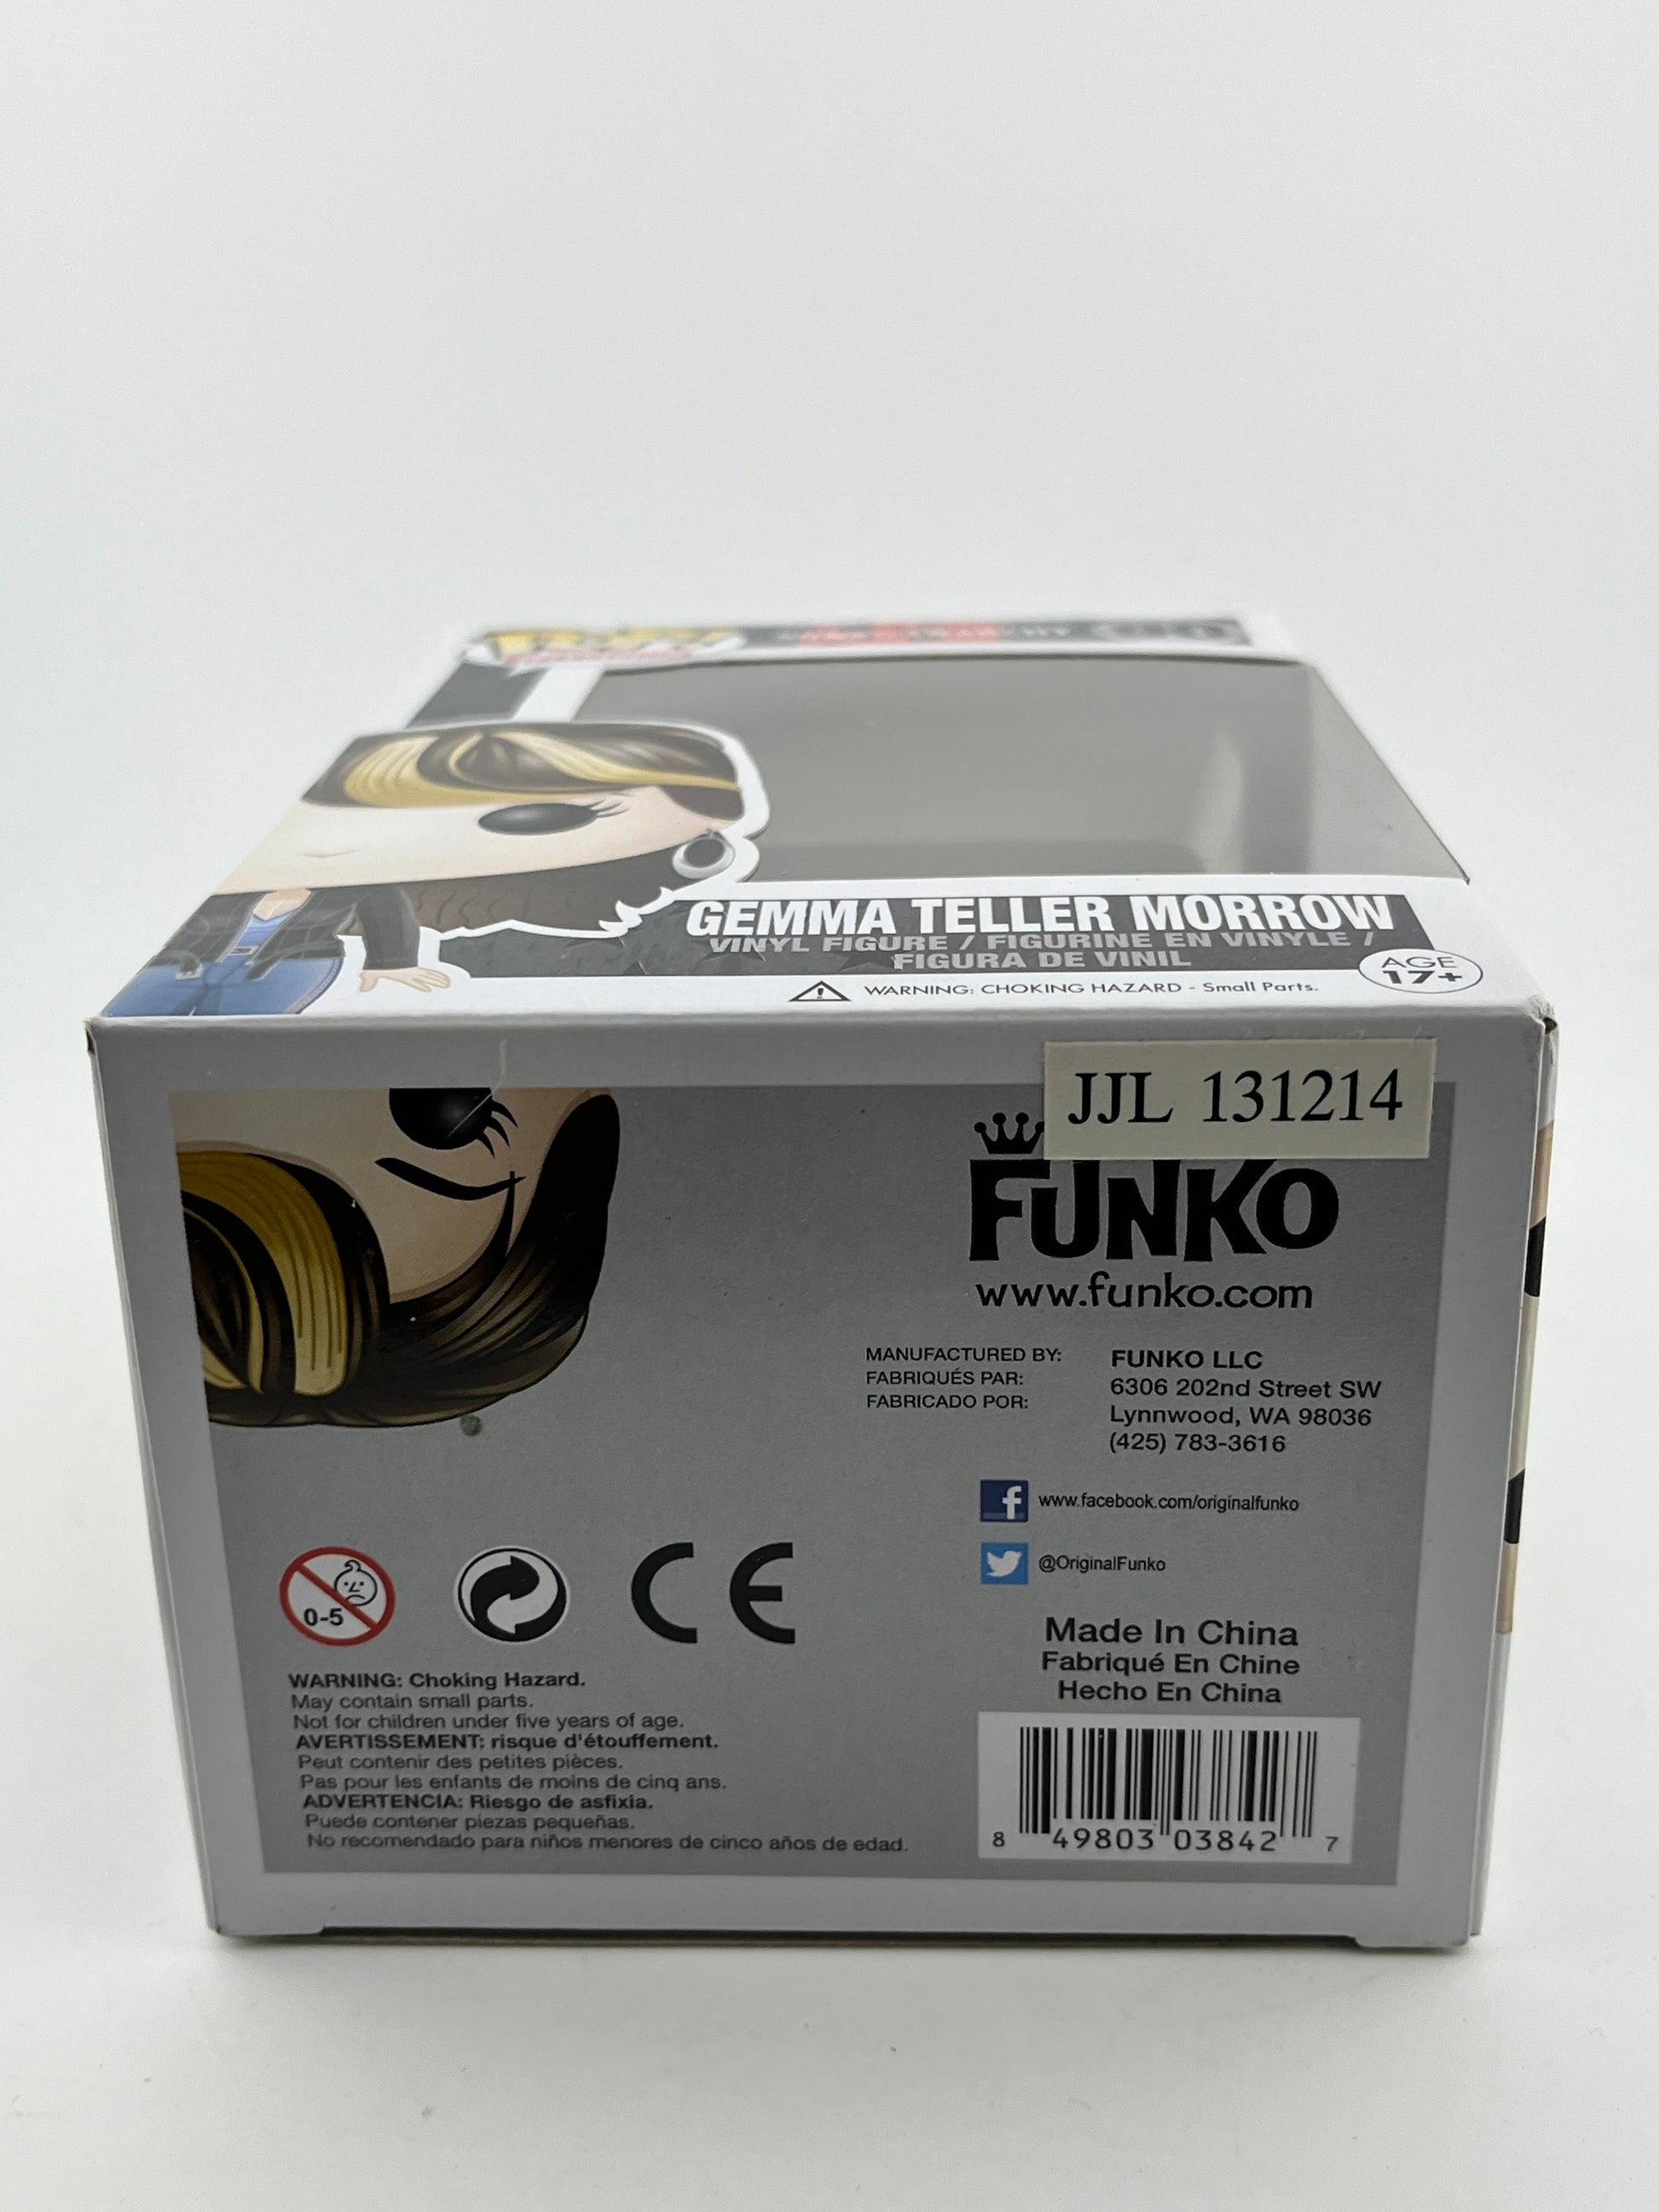 GEMMA TELLER MORROW
VINYL FIGURE / FIGURINE EN VINYLE /
FIGURA DE VINIL
WARNING: CHOKING HAZARD - Small Parts.
AGE
17+
JJL 131214
FUNKO
www.funko.com
MANUFACTURED BY:
FABRIQUÉS PAR:
FABRICADO POR:
FUNKO LLC
6306 202nd Street SW
Lynnwood, WA 98036
(425) 783-3616
f www.facebook.com/originalfunko
@OriginalFunko
0-5
CE
Made In China
Fabriqué En Chine
Hecho En China
WARNING: Choking Hazard.
May contain small parts.
Not for children under five years of age.
AVERTISSEMENT: risque d'étouffement.
Peut contenir des petites pièces.
Pas pour les enfants de moins de cinq ans.
ADVERTENCIA: Riesgo de asfixia.
Puede contener piezas pequeñas.
No recomendado para niños menores de cinco años de edad.
8 49803 03842 7